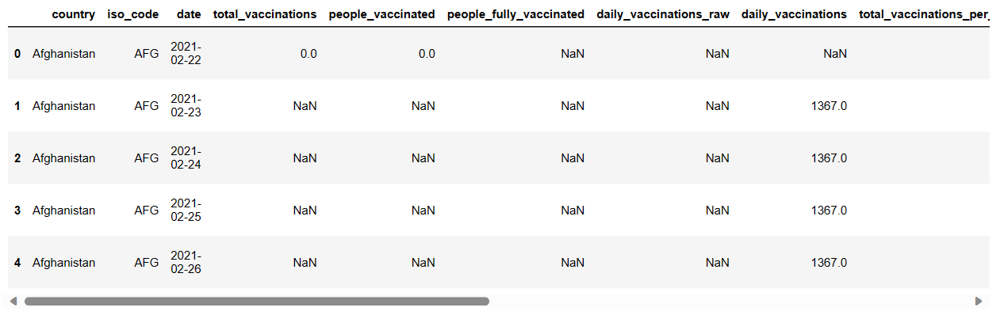 country iso_code date total_vaccinations people_vaccinated people_fully_vaccinated daily_vaccinations_raw daily_vaccinations total_vaccinations_per_
0 Afghanistan AFG 2021-
02-22 0.0 0.0 NaN NaN NaN
1 Afghanistan AFG 2021-
02-23 NaN NaN NaN NaN 1367.0
2 Afghanistan AFG 2021-
02-24 NaN NaN NaN NaN 1367.0
3 Afghanistan AFG 2021-
02-25 NaN NaN NaN NaN 1367.0
4 Afghanistan AFG 2021-
02-26 NaN NaN NaN NaN 1367.0